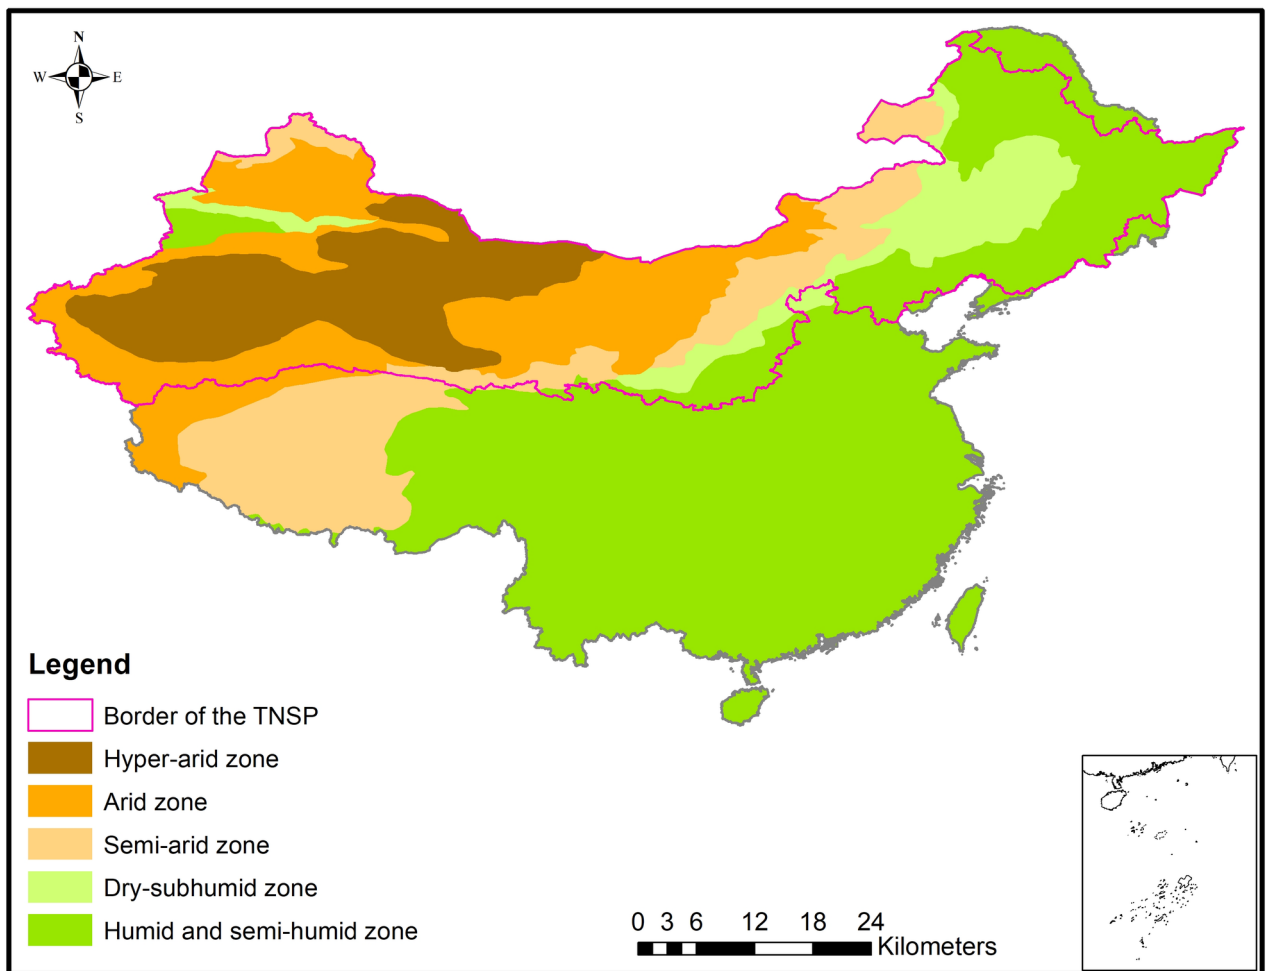 N
W E
S
Legend
Border of the TNSP
Hyper-arid zone
Arid zone
Semi-arid zone
Dry-subhumid zone
Humid and semi-humid zone
0 3 6 12 18 24
Kilometers